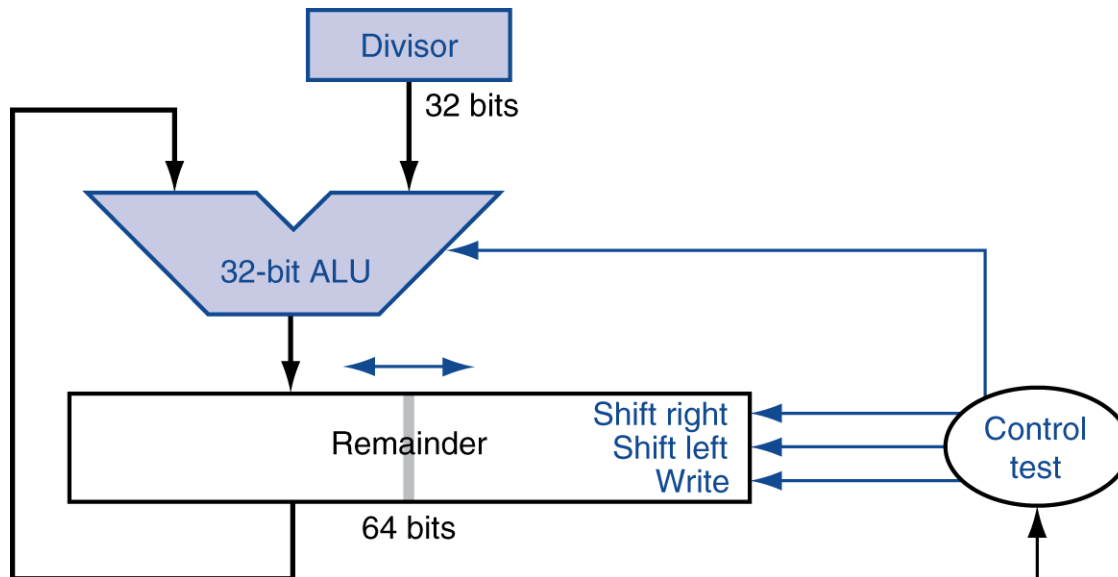 Divisor
32 bits
32-bit ALU
Remainder
Shift right
Shift left
Write
Control
test
64 bits